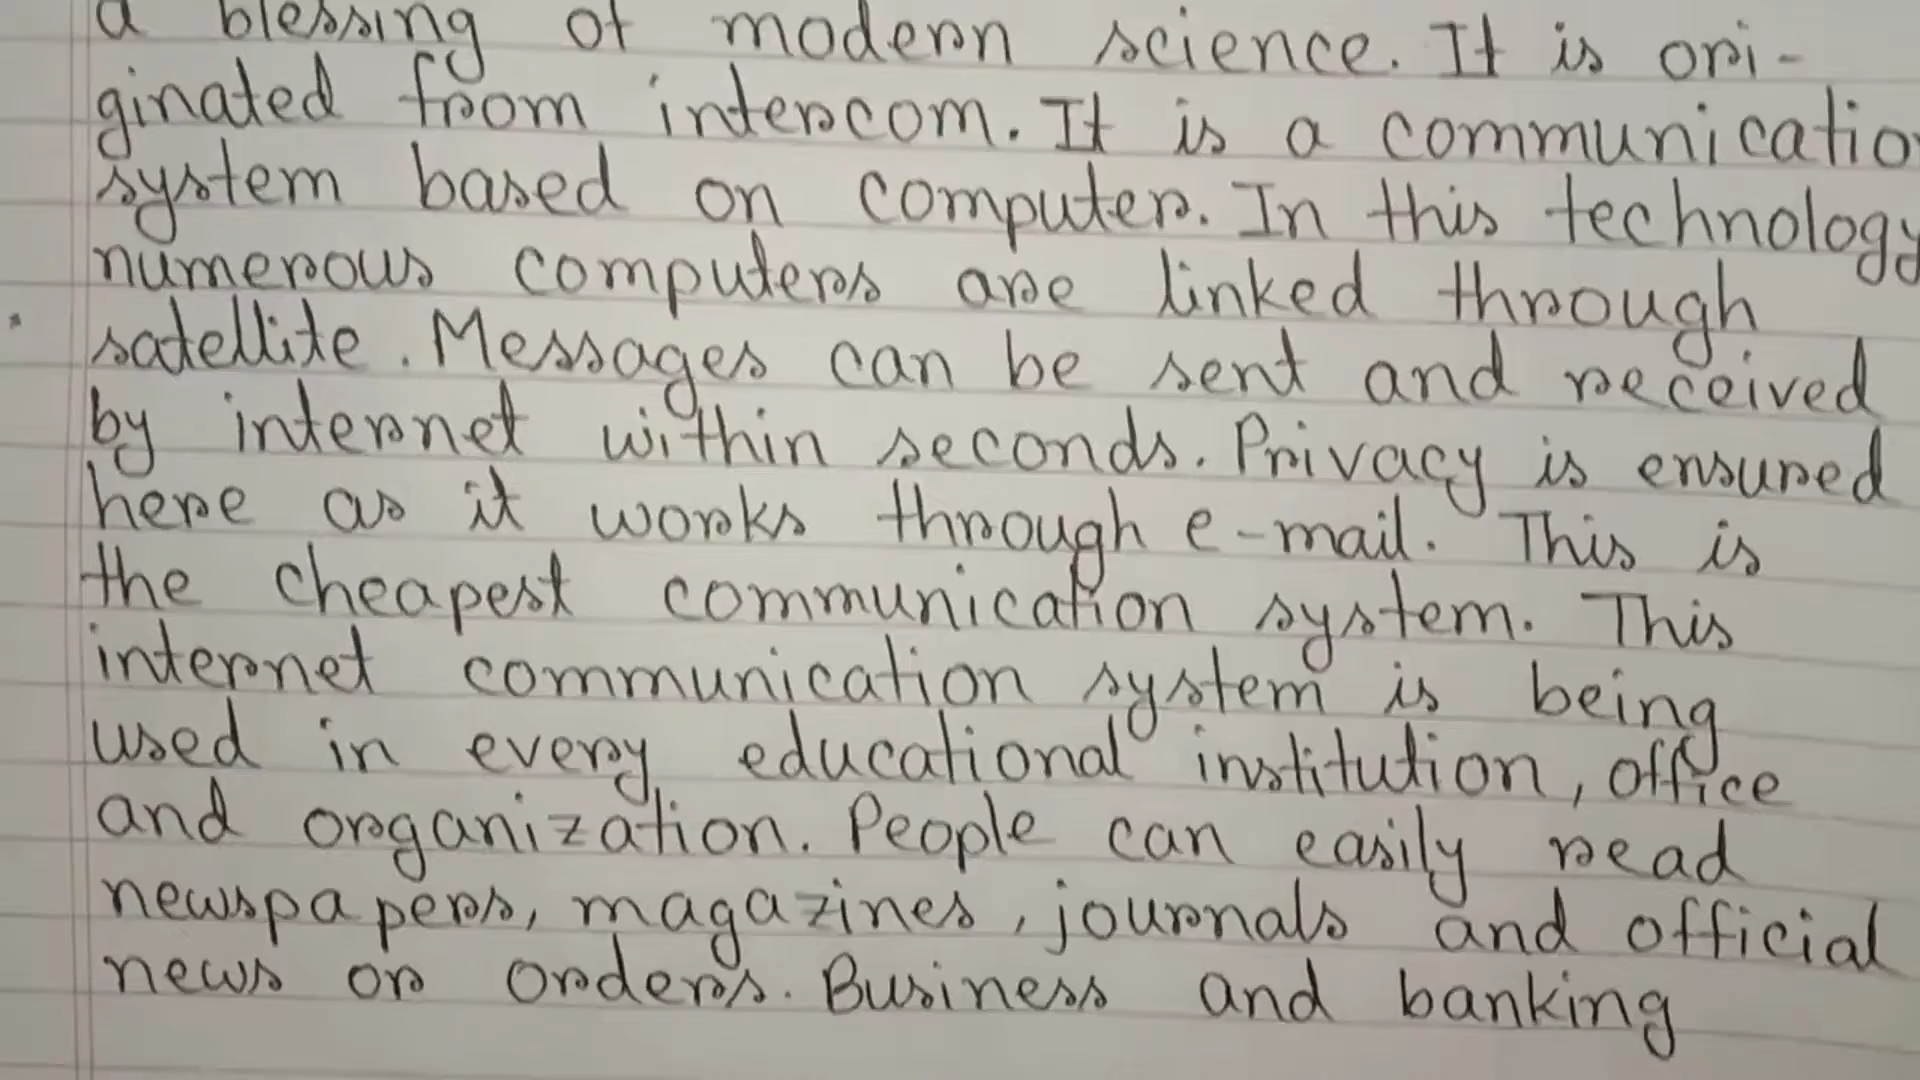 a blessing of modern science. It is ori-
ginated from intercom. It is a communicatio
system based on computer. In this technology
numerous computers are linked through
satellite. Messages can be sent and received
by internet within seconds. Privacy is ensured
here as it works through e-mail. This is
the cheapest communication system. This
internet communication system is being
used in every educational institution, office
and organization. People can easily read
newspapers, magazines, journals and official
news or orders. Business and banking